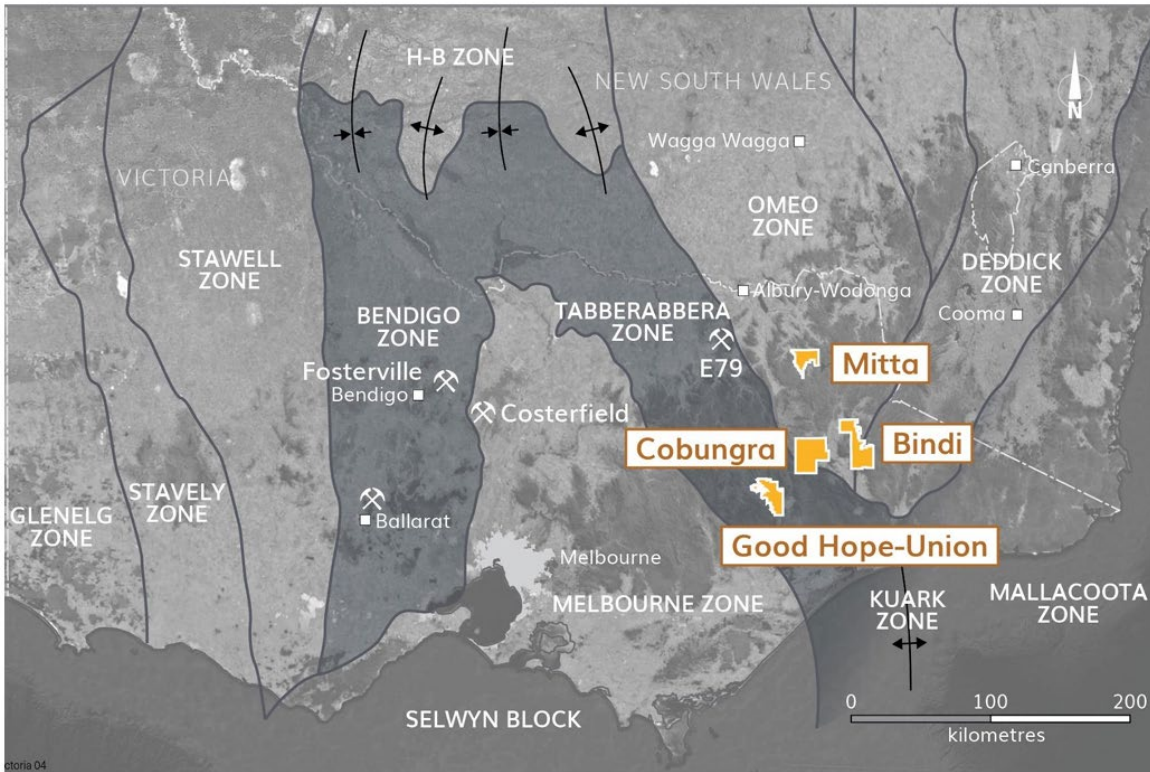 H-B ZONE
NEW SOUTH WALES
N
Wagga Wagga
Canberra
VICTORIA
OMEO
ZONE
STAWELL
ZONE
DEDDICK
ZONE
Albury-Wodonga
BENDIGO
ZONE
TABBERABBERA
ZONE
Cooma
E79
Mitta
Fosterville
Bendigo
Costerfield
Cobungra
Bindi
STAVELY
ZONE
GLENELG
ZONE
Ballarat
Good Hope-Union
Melbourne
MELBOURNE ZONE
KUARK
ZONE
MALLACOOTA
ZONE
SELWYN BLOCK
0 100 200
kilometres
ctoria 04